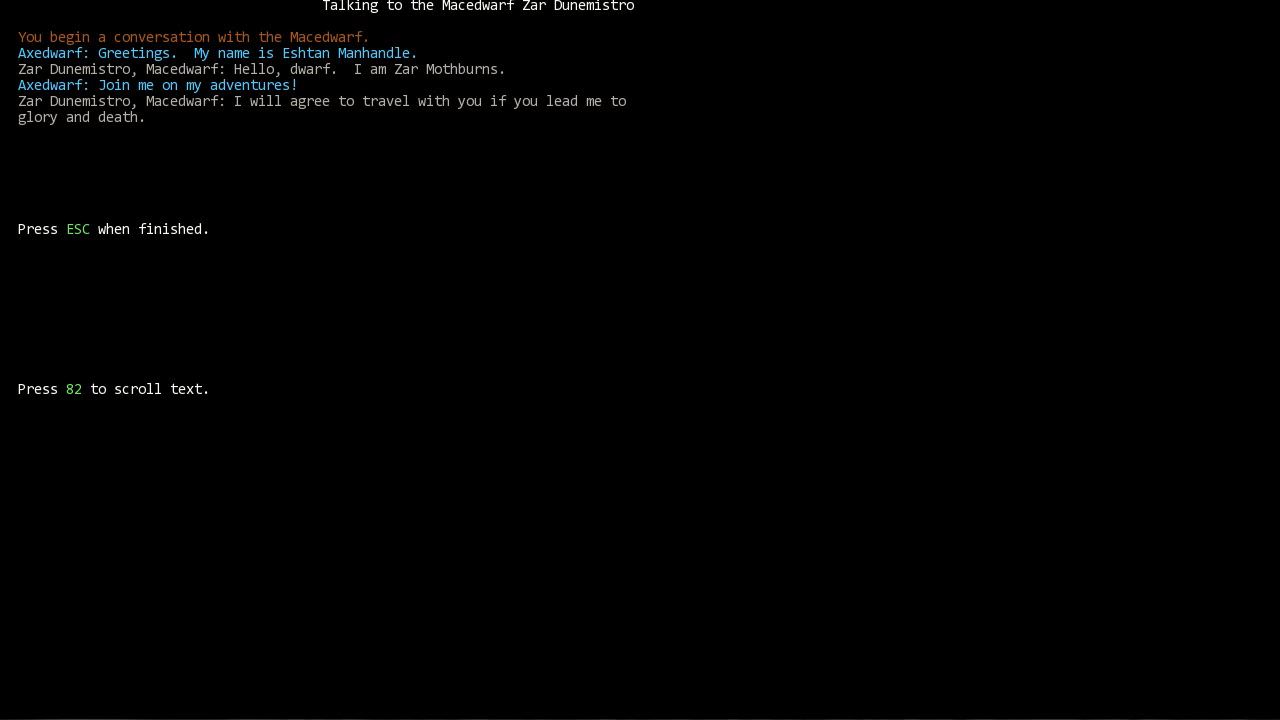 Talking to the Macedwarf Zar Dunemistro
You begin a conversation with the Macedwarf.
Axedwarf: Greetings.  My name is Eshtan Manhandle.
Zar Dunemistro, Macedwarf: Hello, dwarf.  I am Zar Mothburns.
Axedwarf: Join me on my adventures!
Zar Dunemistro, Macedwarf: I will agree to travel with you if you lead me to
glory and death.
Press ESC when finished.
Press 82 to scroll text.